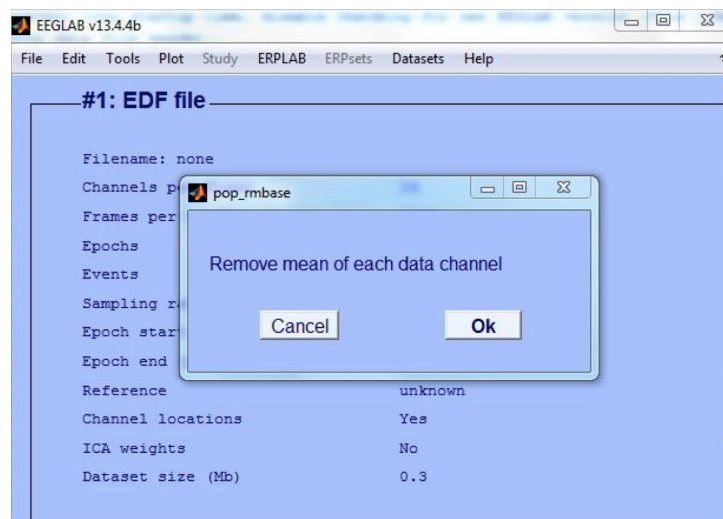 EEGLAB v13.4.4b
File Edit Tools Plot Study ERPLAB ERPsets Datasets Help
#1: EDF file
Filename: none
Channels p
pop_rmbase
Frames per
Epochs
Remove mean of each data channel
Events
Sampling r
Cancel Ok
Epoch star
Epoch end
Reference unknown
Channel locations Yes
ICA weights No
Dataset size (Mb) 0.3